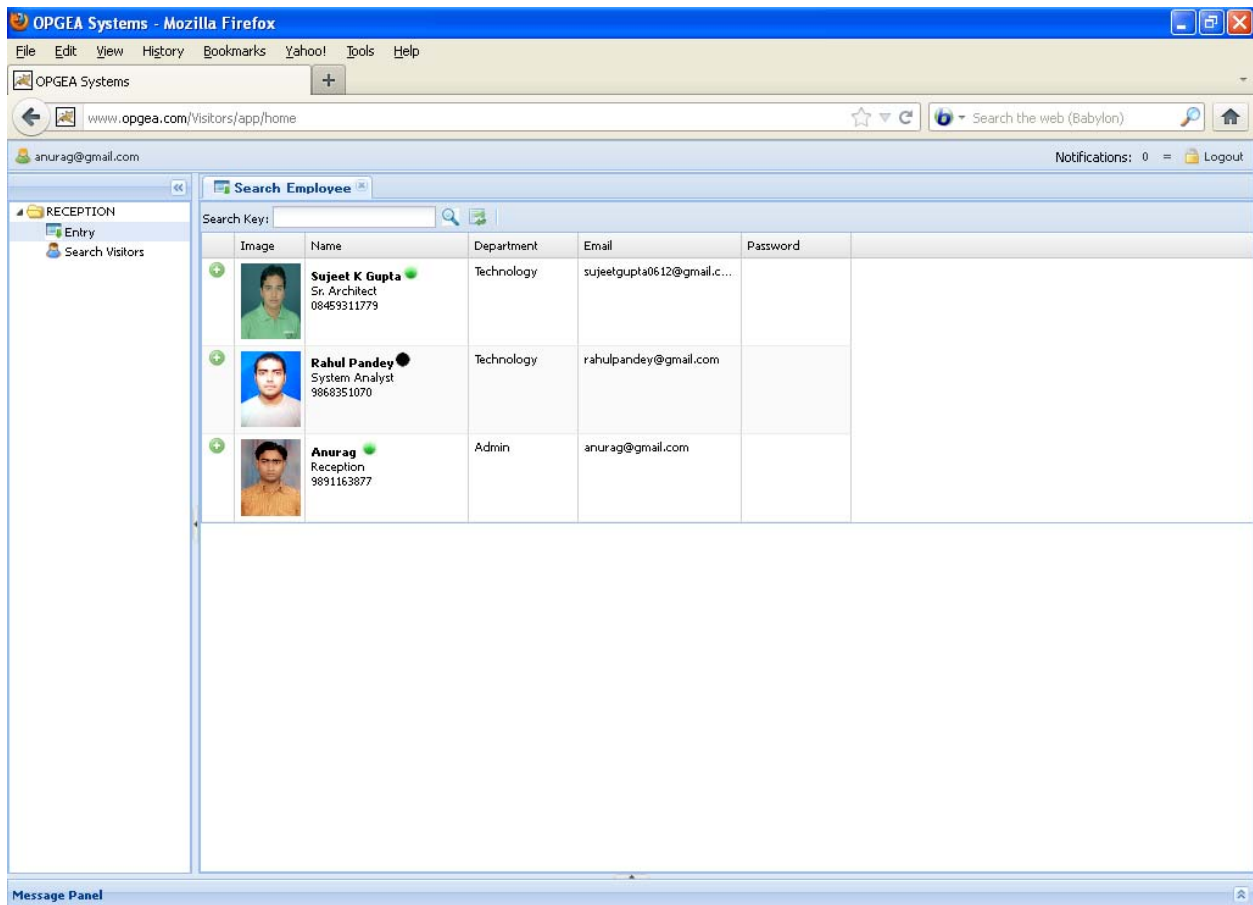 OPGEA Systems - Mozilla Firefox
File Edit View History Bookmarks Yahoo! Tools Help
OPGEA Systems
www.opgea.com/Visitors/app/home
Search the web (Babylon)
anurag@gmail.com
Notifications: 0 = Logout
Search Employee
RECEPTION
Entry
Search Visitors
Search Key:
Image Name Department Email Password
Sujeet K Gupta Technology sujeetgupta0612@gmail.c...
Sr. Architect
08459311779
Rahul Pandey Technology rahulpandey@gmail.com
System Analyst
9868351070
Anurag Admin anurag@gmail.com
Reception
9891163877
Message Panel